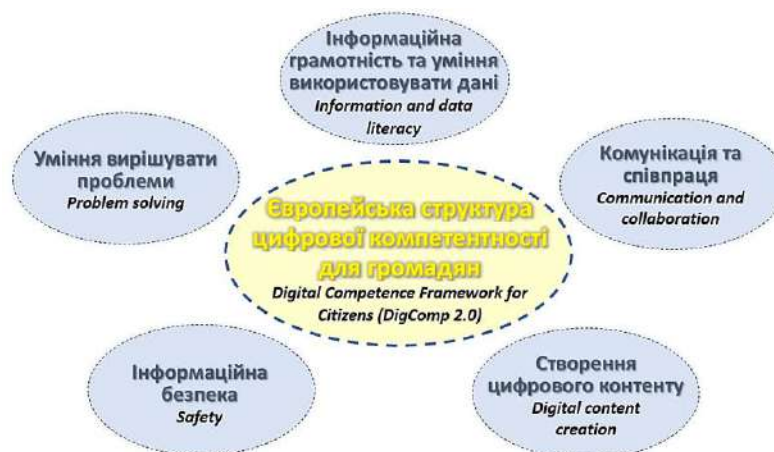 Інформаційна
грамотність та уміння
використовувати дані
Information and data
literacy
Уміння вирішувати
проблеми
Problem solving
Комунікація та
співпраця
Communication and
collaboration
Європейська структура
цифрової компетентності
для громадян
Digital Competence Framework for
Citizens (DigComp 2.0)
Інформаційна
безпека
Safety
Створення
цифрового контенту
Digital content
creation